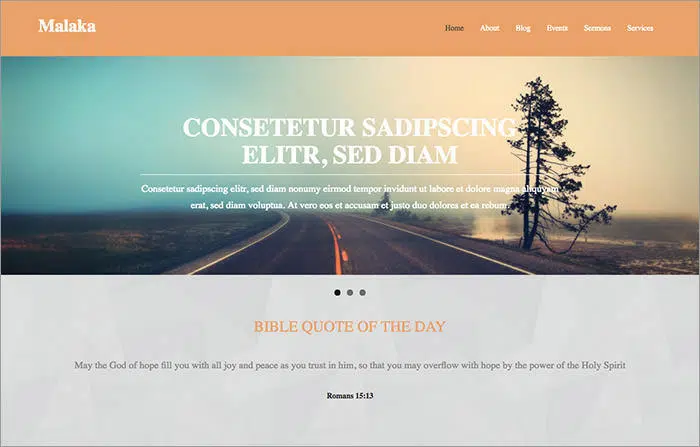 Malaka
Home About Blog Events Sermons Services
CONSETETUR SADIPSCING
ELITR, SED DIAM
Consetetur sadipscing elitr, sed diam nonumy eirmod tempor invidunt ut labore et dolore magna aliquyam
erat, sed diam voluptua. At vero eos et accusam et justo duo dolores et ea rebum.
BIBLE QUOTE OF THE DAY
May the God of hope fill you with all joy and peace as you trust in him, so that you may overflow with hope by the power of the Holy Spirit
Romans 15:13